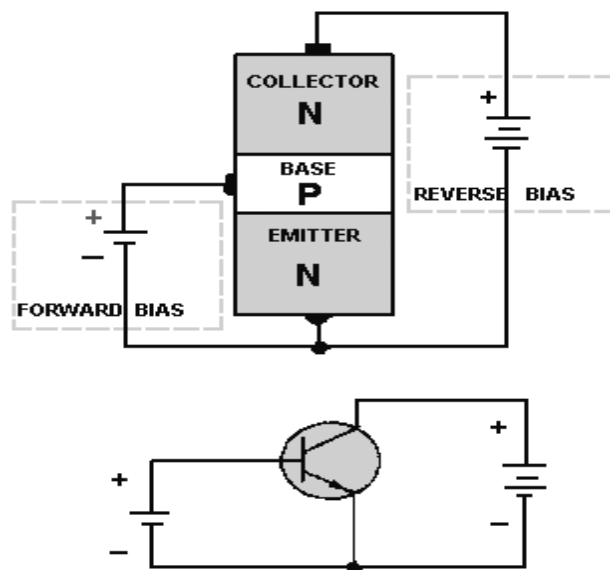 COLLECTOR
N
+
BASE
P
REVERSE BIAS
+
EMITTER
−
N
FORWARD BIAS
+
+
−
−